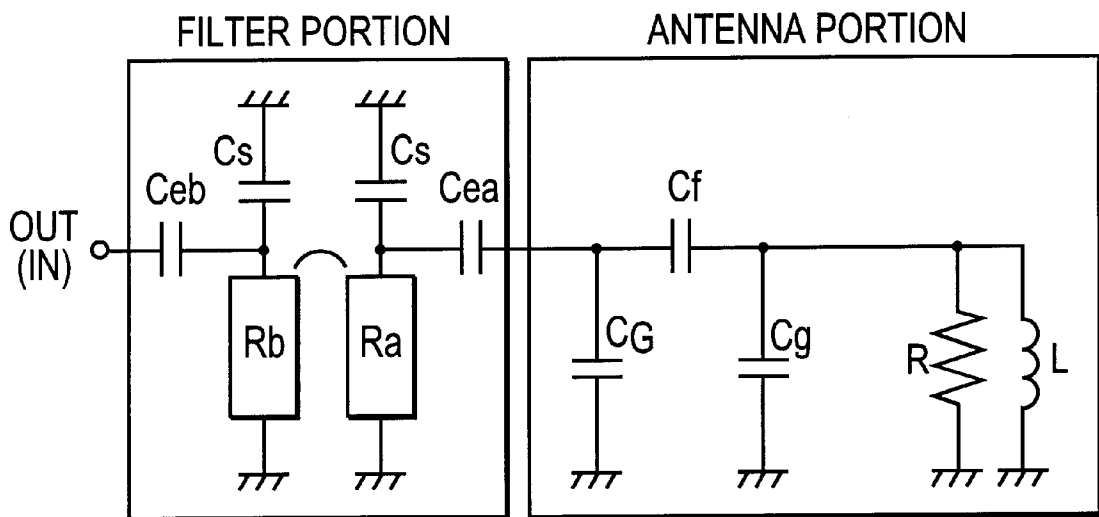 FILTER PORTION
ANTENNA PORTION
Cs
Cs
Ceb
Cea
Cf
OUT
(IN)
Rb
Ra
CG
Cg
R
L